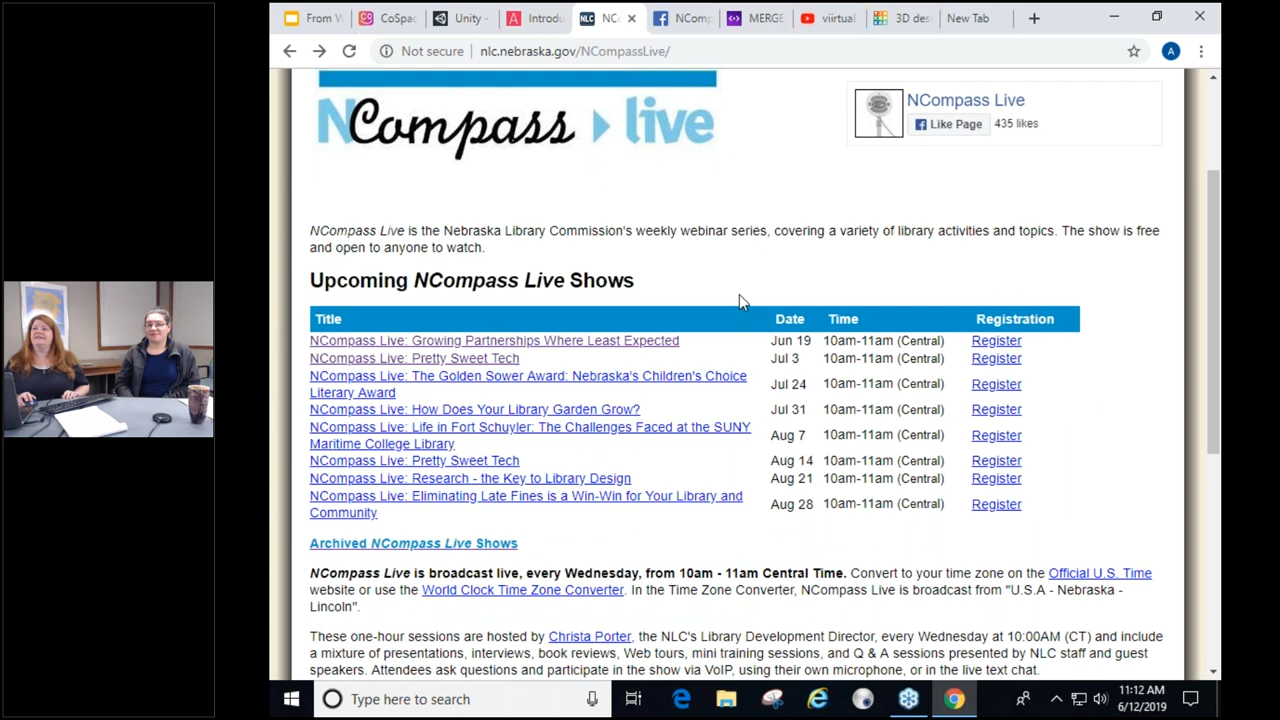 From W
CoSpac
Unity -
Introdu
NC
NComp
MERGE
viirtual
3D des
New Tab
Not secure
nlc.nebraska.gov/NCompassLive/
A
NCompass live
NCompass Live
Like Page
435 likes
NCompass Live is the Nebraska Library Commission's weekly webinar series, covering a variety of library activities and topics. The show is free
and open to anyone to watch.
Upcoming NCompass Live Shows
Title Date Time Registration
NCompass Live: Growing Partnerships Where Least Expected Jun 19 10am-11am (Central) Register
NCompass Live: Pretty Sweet Tech Jul 3 10am-11am (Central) Register
NCompass Live: The Golden Sower Award: Nebraska's Children's Choice
Literary Award Jul 24 10am-11am (Central) Register
NCompass Live: How Does Your Library Garden Grow? Jul 31 10am-11am (Central) Register
NCompass Live: Life in Fort Schuyler: The Challenges Faced at the SUNY
Maritime College Library Aug 7 10am-11am (Central) Register
NCompass Live: Pretty Sweet Tech Aug 14 10am-11am (Central) Register
NCompass Live: Research - the Key to Library Design Aug 21 10am-11am (Central) Register
NCompass Live: Eliminating Late Fines is a Win-Win for Your Library and
Community Aug 28 10am-11am (Central) Register
Archived NCompass Live Shows
NCompass Live is broadcast live, every Wednesday, from 10am - 11am Central Time. Convert to your time zone on the Official U.S. Time
website or use the World Clock Time Zone Converter. In the Time Zone Converter, NCompass Live is broadcast from "U.S.A - Nebraska -
Lincoln".
These one-hour sessions are hosted by Christa Porter, the NLC's Library Development Director, every Wednesday at 10:00AM (CT) and include
a mixture of presentations, interviews, book reviews, Web tours, mini training sessions, and Q & A sessions presented by NLC staff and guest
speakers. Attendees ask questions and participate in the show via VoIP, using their own microphone, or in the live text chat.
Type here to search
11:12 AM
6/12/2019